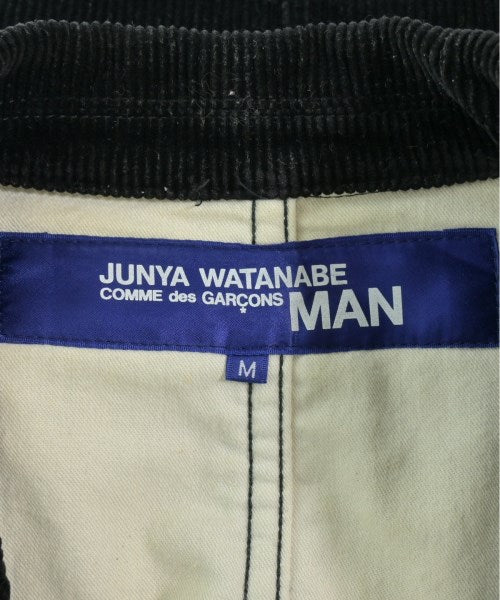 JUNYA WATANABE
COMME des GARÇONS MAN
*
M